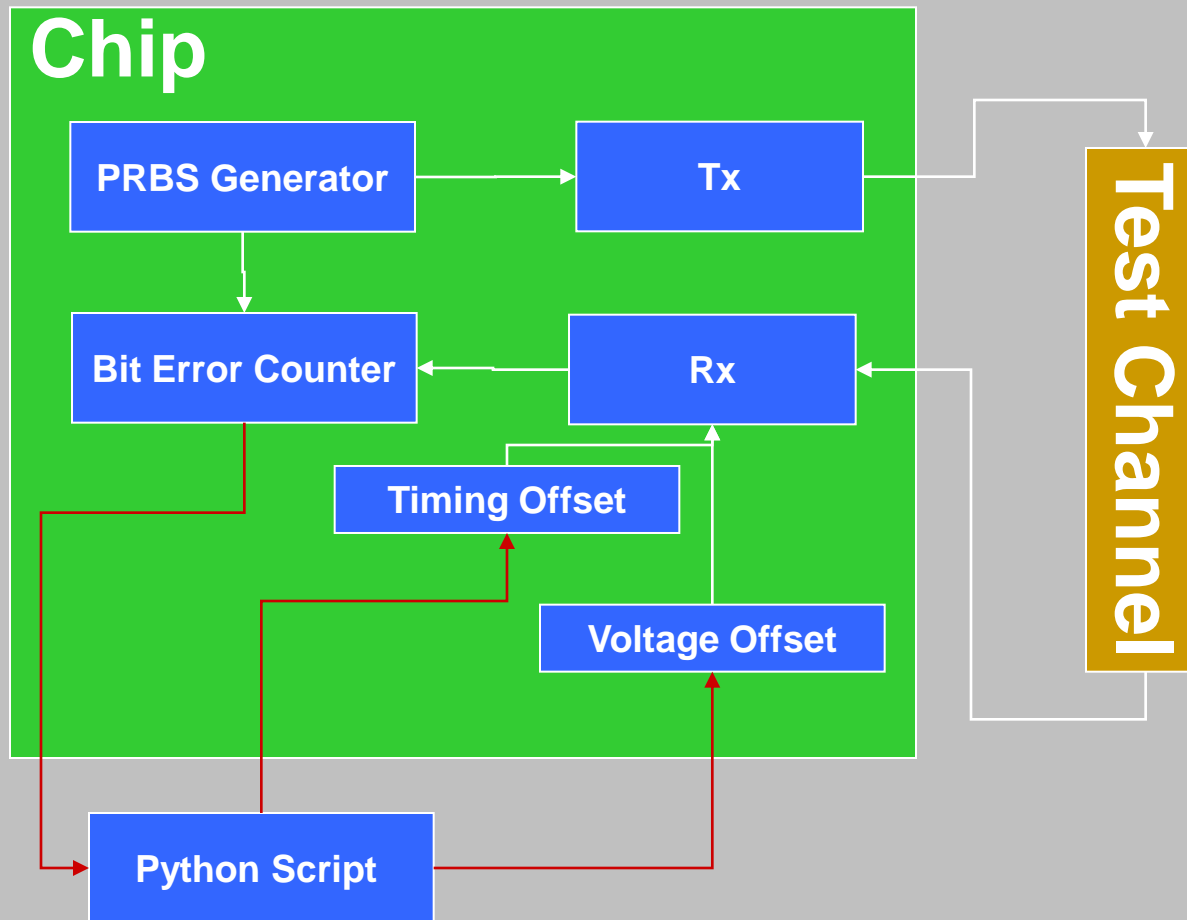 Chip
PRBS Generator
Tx
Bit Error Counter
Rx
Timing Offset
Voltage Offset
Python Script
Test Channel